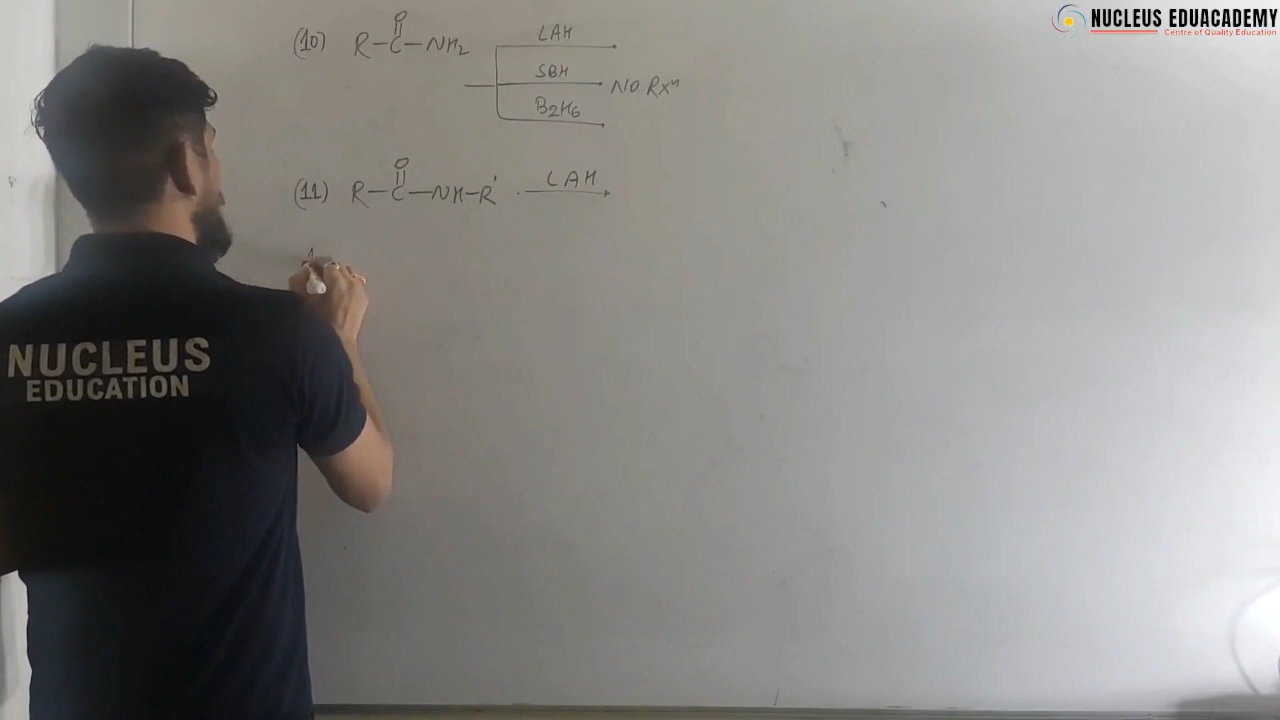 NUCLEUS EDUACADEMY
Centre of Quality Education
(10) R-C-NH2
O
LAH
SBH NO Rxn
B2H6
(11) R-C-NH-R' LAH
O
NUCLEUS
EDUCATION